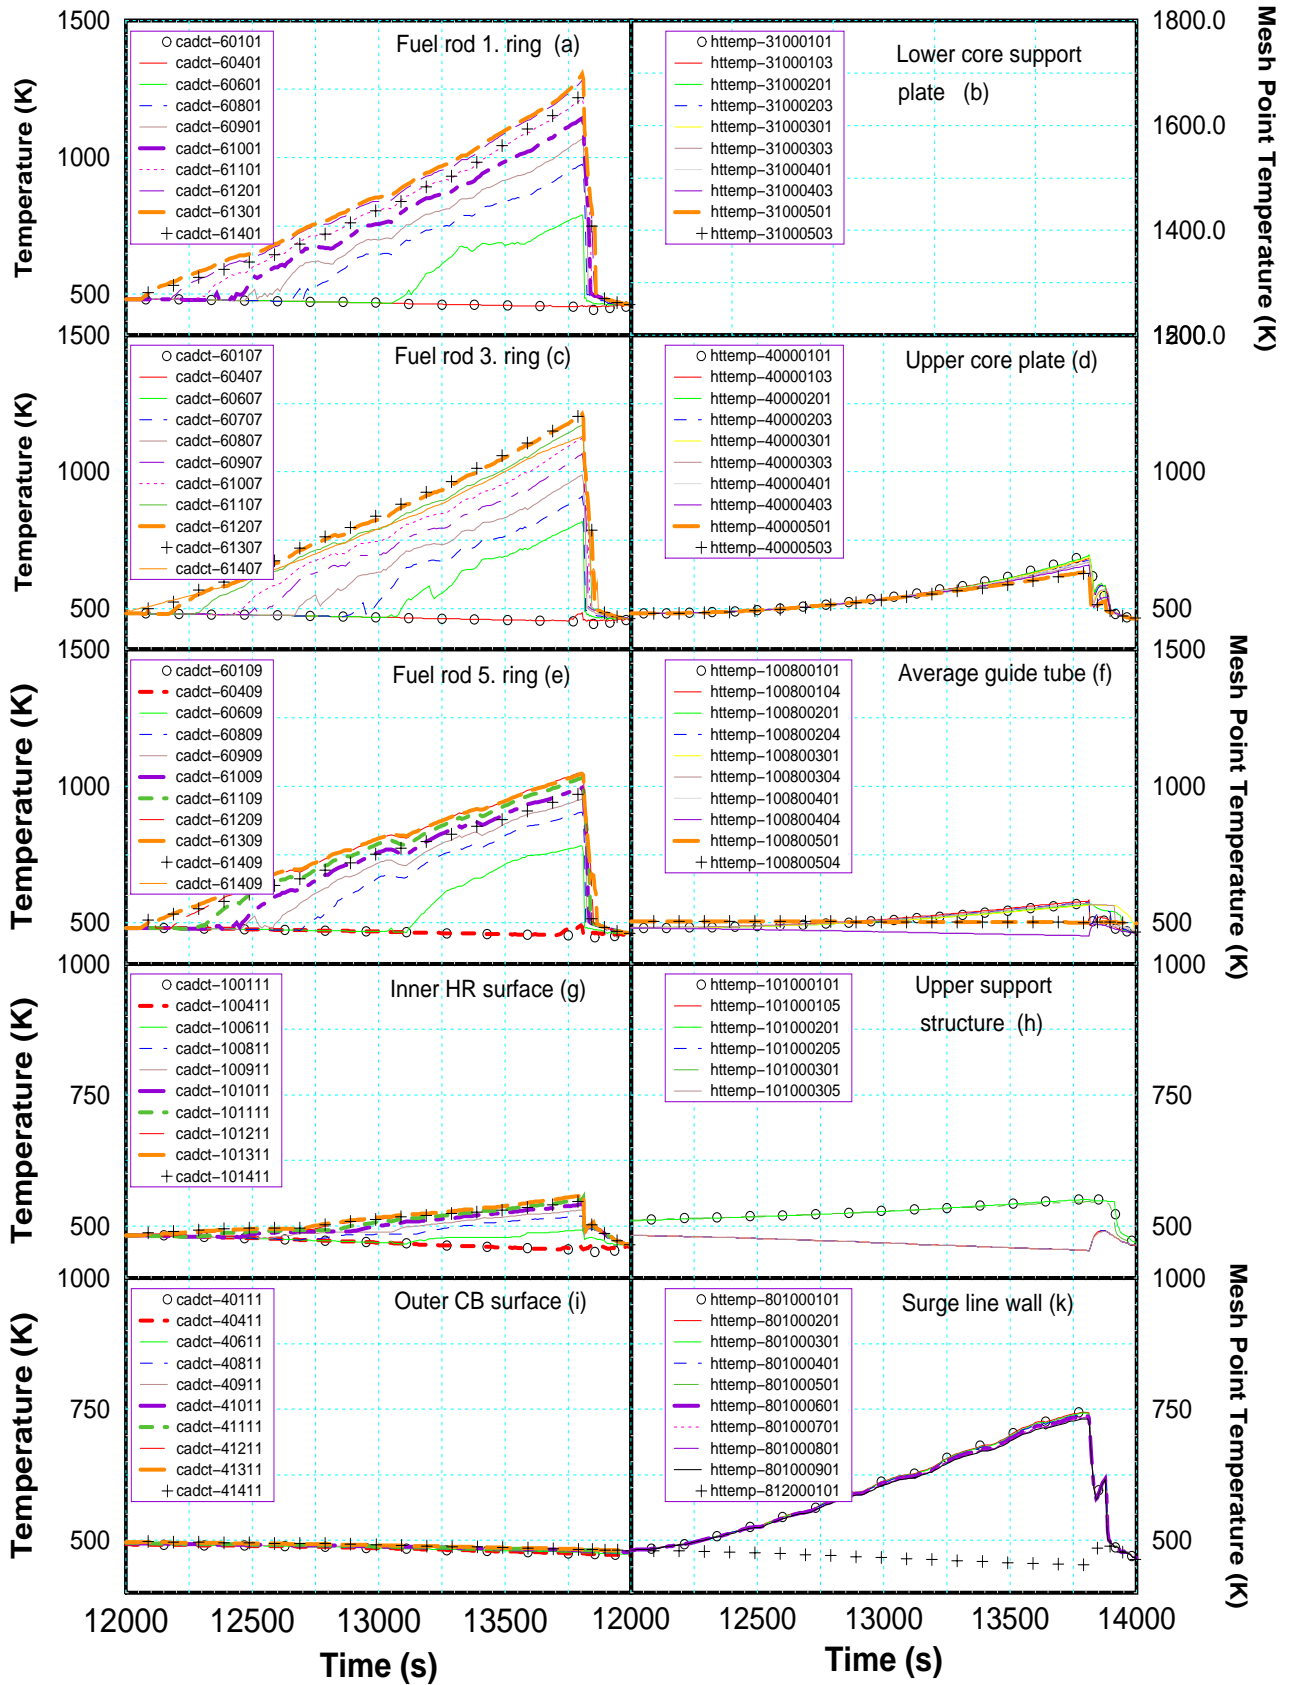 1500
1000
500
Temperature (K)
cadct−60101
cadct−60401
cadct−60601
cadct−60801
cadct−60901
cadct−61001
cadct−61101
cadct−61201
cadct−61301
cadct−61401
Fuel rod 1. ring (a)
httemp−31000101
httemp−31000103
httemp−31000201
httemp−31000203
httemp−31000301
httemp−31000303
httemp−31000401
httemp−31000403
httemp−31000501
httemp−31000503
Lower core support
plate (b)
1800.0
1600.0
1400.0
1200.0
Mesh Point Temperature (K)
1500
1000
500
Temperature (K)
cadct−60107
cadct−60407
cadct−60607
cadct−60707
cadct−60807
cadct−60907
cadct−61007
cadct−61107
cadct−61207
cadct−61307
cadct−61407
Fuel rod 3. ring (c)
httemp−40000101
httemp−40000103
httemp−40000201
httemp−40000203
httemp−40000301
httemp−40000303
httemp−40000401
httemp−40000403
httemp−40000501
httemp−40000503
Upper core plate (d)
1000
500
1500
1000
500
Temperature (K)
cadct−60109
cadct−60409
cadct−60609
cadct−60809
cadct−60909
cadct−61009
cadct−61109
cadct−61209
cadct−61309
cadct−61409
cadct−61409
Fuel rod 5. ring (e)
httemp−100800101
httemp−100800104
httemp−100800201
httemp−100800204
httemp−100800301
httemp−100800304
httemp−100800401
httemp−100800404
httemp−100800501
httemp−100800504
Average guide tube (f)
1500
1000
500
Mesh Point Temperature (K)
1000
750
500
Temperature (K)
cadct−100111
cadct−100411
cadct−100611
cadct−100811
cadct−100911
cadct−101011
cadct−101111
cadct−101211
cadct−101311
cadct−101411
Inner HR surface (g)
httemp−101000101
httemp−101000105
httemp−101000201
httemp−101000205
httemp−101000301
httemp−101000305
Upper support
structure (h)
1000
750
500
1000
750
500
Temperature (K)
cadct−40111
cadct−40411
cadct−40611
cadct−40811
cadct−40911
cadct−41011
cadct−41111
cadct−41211
cadct−41311
cadct−41411
Outer CB surface (i)
httemp−801000101
httemp−801000201
httemp−801000301
httemp−801000401
httemp−801000501
httemp−801000601
httemp−801000701
httemp−801000801
httemp−801000901
httemp−812000101
Surge line wall (k)
1000
750
500
Mesh Point Temperature (K)
12000 12500 13000 13500 12000 12500 13000 13500 14000
Time (s) Time (s)